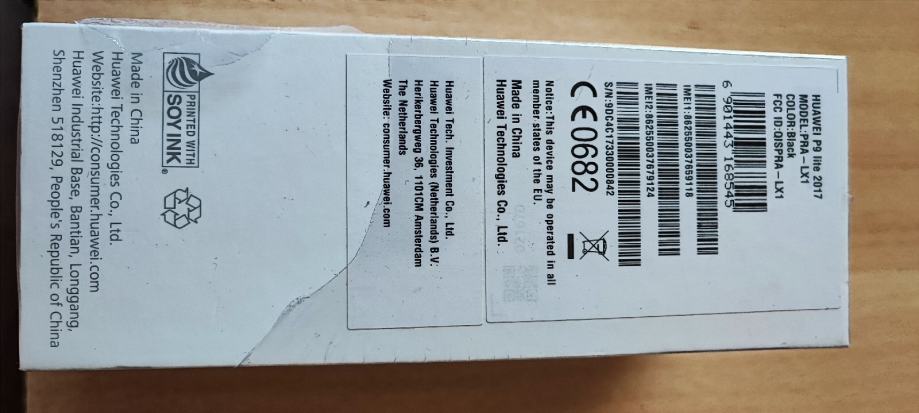 HUAWEI P9 lite 2017
MODEL:PRA-LX1
COLOR:Black
FCC ID:QISPRA-LX1
6 901443 168545
IMEI1:862550037659118
IMEI2:862550037679124
S/N:9DC4C17330000842
CE0682
Notice:This device may be operated in all
member states of the EU.
Made in China
Huawei Technologies Co., Ltd.
Huawei Tech. Investment Co., Ltd.
Huawei Technologies (Netherlands) B.V.
Herikerbergweg 36, 1101CM Amsterdam
The Netherlands
Website: consumer.huawei.com
PRINTED WITH
SOY INK
Made in China
Huawei Technologies Co., Ltd.
Website:http://consumer.huawei.com
Huawei Industrial Base, Bantian, Longgang,
Shenzhen 518129, People's Republic of China